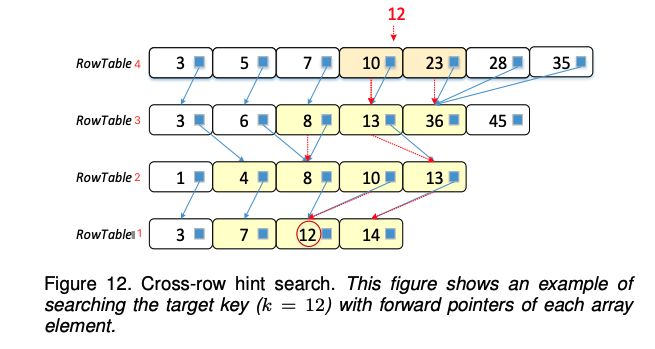 12
RowTable 4 3 5 7 10 23 28 35
RowTable 3 3 6 8 13 36 45
RowTable 2 1 4 8 10 13
RowTable 1 3 7 12 14
Figure 12. Cross-row hint search. This figure shows an example of
searching the target key (k = 12) with forward pointers of each array
element.